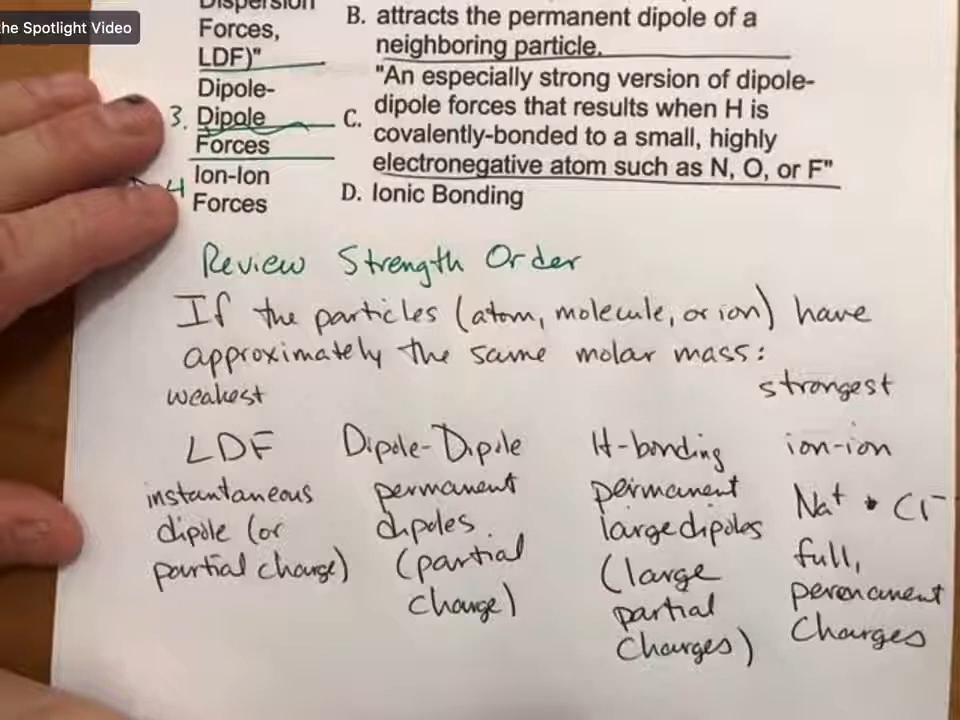 the Spotlight Video
Dispersion
Forces,
LDF)"
B. attracts the permanent dipole of a
neighboring particle.
Dipole-
3. Dipole
Forces
C. "An especially strong version of dipole-
dipole forces that results when H is
covalently-bonded to a small, highly
electronegative atom such as N, O, or F"
4 Ion-Ion
Forces
D. Ionic Bonding
Review Strength Order
If the particles (atom, molecule, or ion) have
approximately the same molar mass:
weakest strongest
LDF
instantaneous
dipole (or
partial charge)
Dipole-Dipole
permanent
dipoles
(partial
charge)
H-bonding
permanent
large dipoles
(large
partial
charges)
ion-ion
Na+ • Cl-
full,
permanent
charges